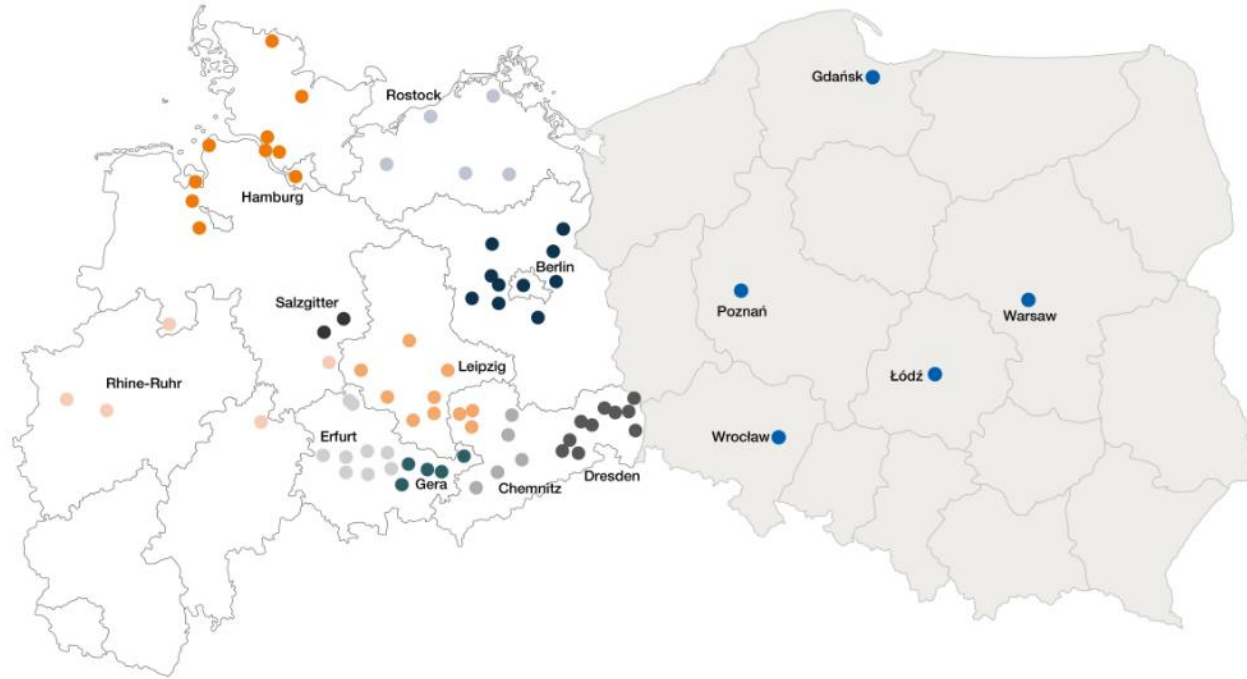 Gdańsk
Rostock
Hamburg
Berlin
Salzgitter
Poznań
Warsaw
Leipzig
Rhine-Ruhr
Łódź
Erfurt
Wrocław
Gera
Chemnitz
Dresden